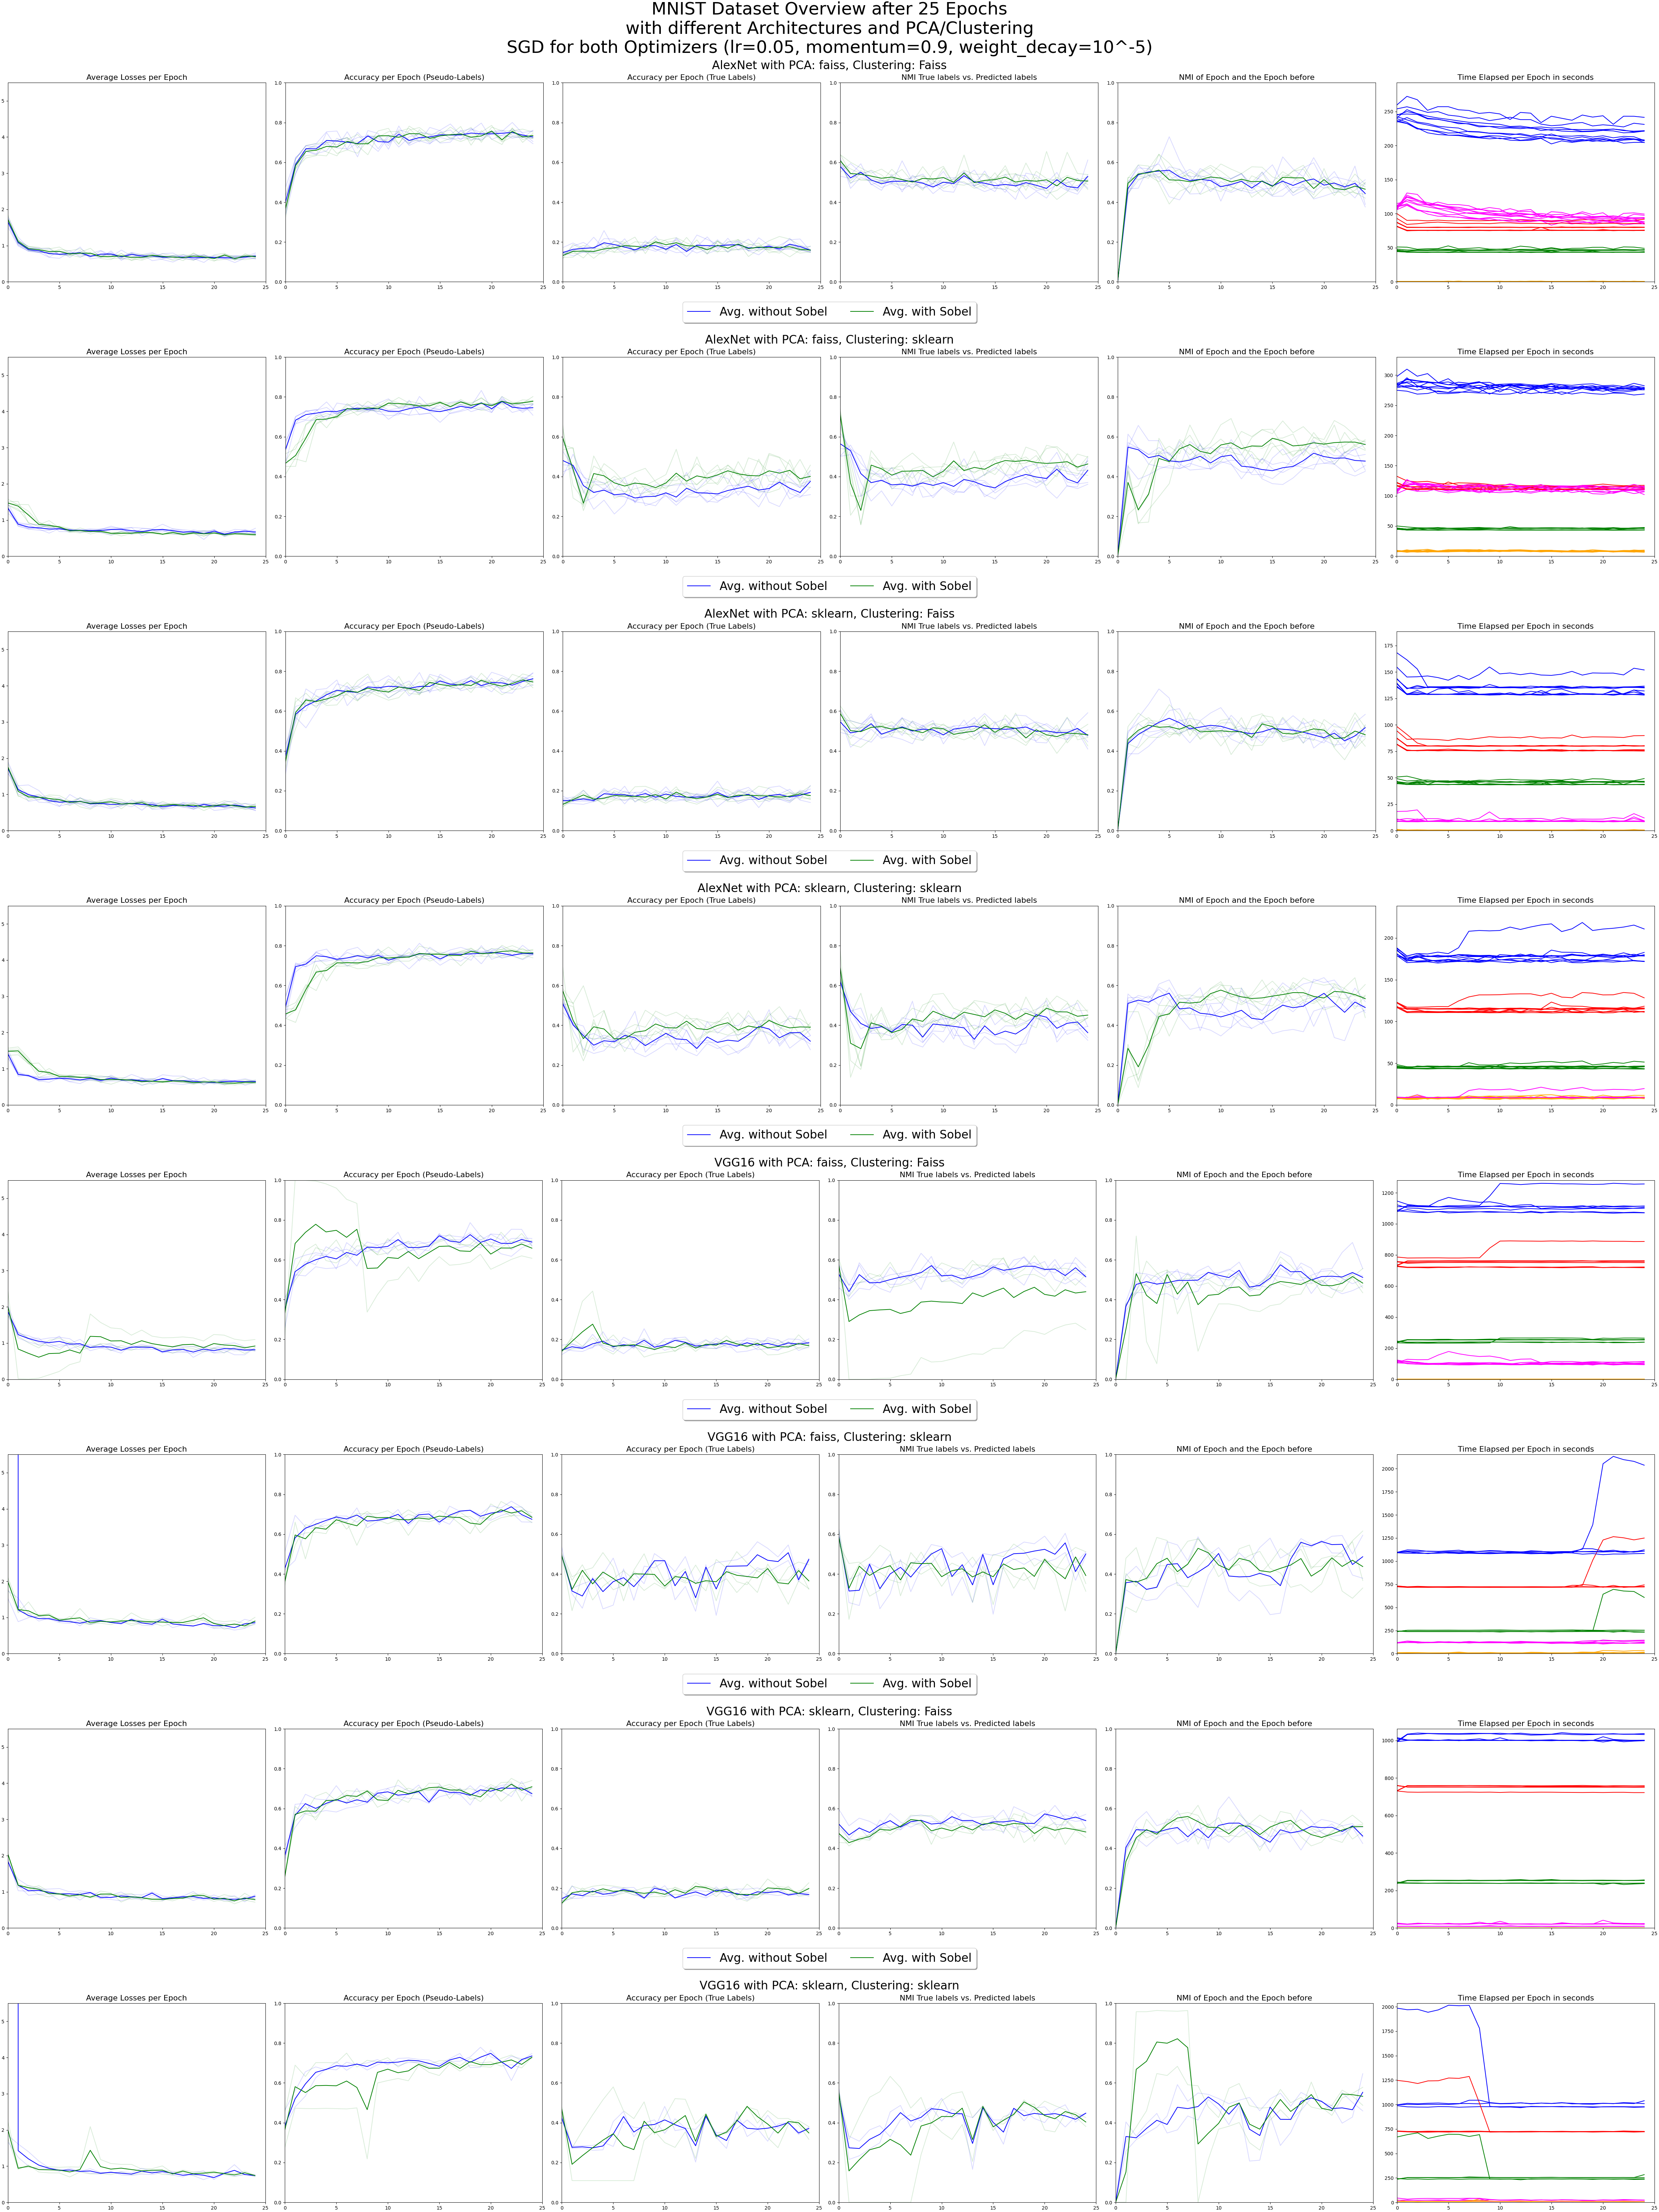 MNIST Dataset Overview after 25 Epochs
with different Architectures and PCA/Clustering
SGD for both Optimizers (lr=0.05, momentum=0.9, weight_decay=10^-5)
AlexNet with PCA: faiss, Clustering: Faiss
Average Losses per Epoch Accuracy per Epoch (Pseudo-Labels) Accuracy per Epoch (True Labels) NMI True labels vs. Predicted labels NMI of Epoch and the Epoch before Time Elapsed per Epoch in seconds
Avg. without Sobel Avg. with Sobel
AlexNet with PCA: faiss, Clustering: sklearn
Average Losses per Epoch Accuracy per Epoch (Pseudo-Labels) Accuracy per Epoch (True Labels) NMI True labels vs. Predicted labels NMI of Epoch and the Epoch before Time Elapsed per Epoch in seconds
Avg. without Sobel Avg. with Sobel
AlexNet with PCA: sklearn, Clustering: Faiss
Average Losses per Epoch Accuracy per Epoch (Pseudo-Labels) Accuracy per Epoch (True Labels) NMI True labels vs. Predicted labels NMI of Epoch and the Epoch before Time Elapsed per Epoch in seconds
Avg. without Sobel Avg. with Sobel
AlexNet with PCA: sklearn, Clustering: sklearn
Average Losses per Epoch Accuracy per Epoch (Pseudo-Labels) Accuracy per Epoch (True Labels) NMI True labels vs. Predicted labels NMI of Epoch and the Epoch before Time Elapsed per Epoch in seconds
Avg. without Sobel Avg. with Sobel
VGG16 with PCA: faiss, Clustering: Faiss
Average Losses per Epoch Accuracy per Epoch (Pseudo-Labels) Accuracy per Epoch (True Labels) NMI True labels vs. Predicted labels NMI of Epoch and the Epoch before Time Elapsed per Epoch in seconds
Avg. without Sobel Avg. with Sobel
VGG16 with PCA: faiss, Clustering: sklearn
Average Losses per Epoch Accuracy per Epoch (Pseudo-Labels) Accuracy per Epoch (True Labels) NMI True labels vs. Predicted labels NMI of Epoch and the Epoch before Time Elapsed per Epoch in seconds
Avg. without Sobel Avg. with Sobel
VGG16 with PCA: sklearn, Clustering: Faiss
Average Losses per Epoch Accuracy per Epoch (Pseudo-Labels) Accuracy per Epoch (True Labels) NMI True labels vs. Predicted labels NMI of Epoch and the Epoch before Time Elapsed per Epoch in seconds
Avg. without Sobel Avg. with Sobel
VGG16 with PCA: sklearn, Clustering: sklearn
Average Losses per Epoch Accuracy per Epoch (Pseudo-Labels) Accuracy per Epoch (True Labels) NMI True labels vs. Predicted labels NMI of Epoch and the Epoch before Time Elapsed per Epoch in seconds